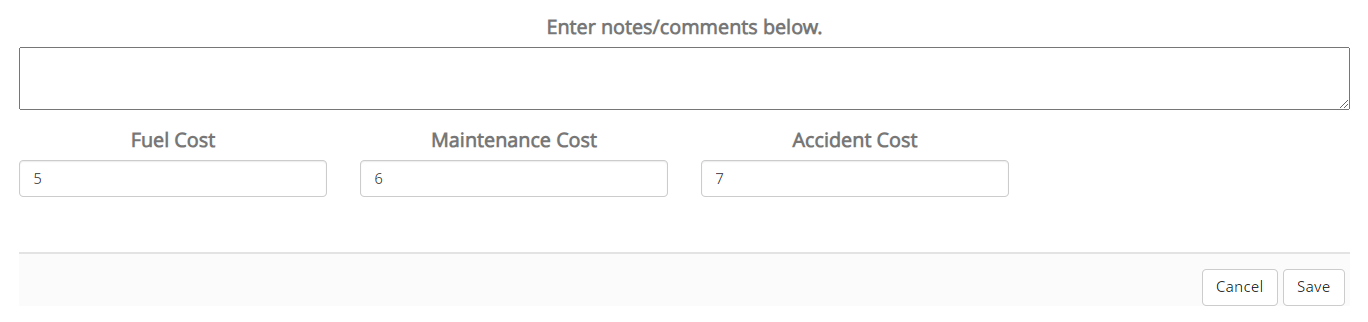 Enter notes/comments below.
Fuel Cost Maintenance Cost Accident Cost
5 6 7
Cancel Save